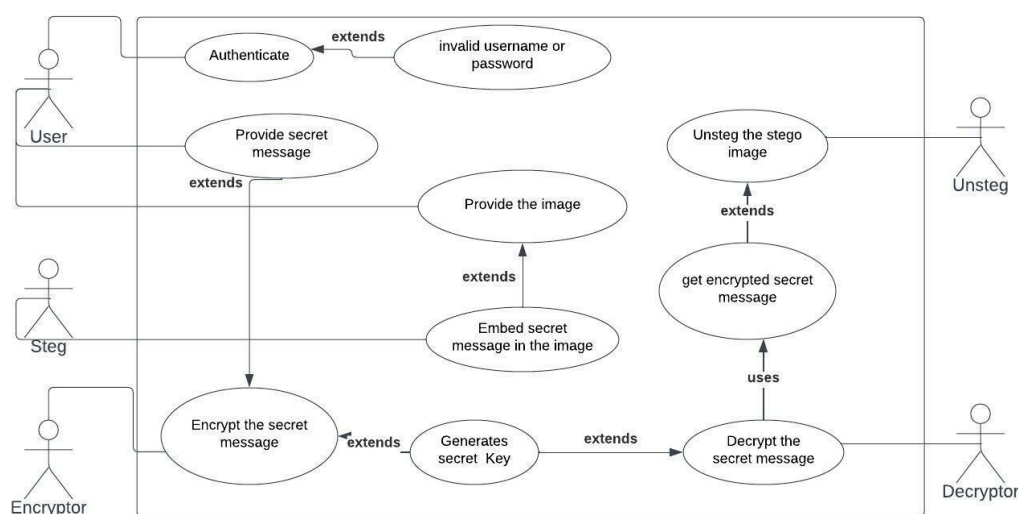 extends
Authenticate
invalid username or
password
User
Provide secret
message
extends
Unsteg the stego
image
Unsteg
Provide the image
extends
extends
get encrypted secret
message
Steg
Embed secret
message in the image
uses
Encrypt the secret
message
extends
Generates
secret Key
extends
Decrypt the
secret message
Encryptor
Decryptor